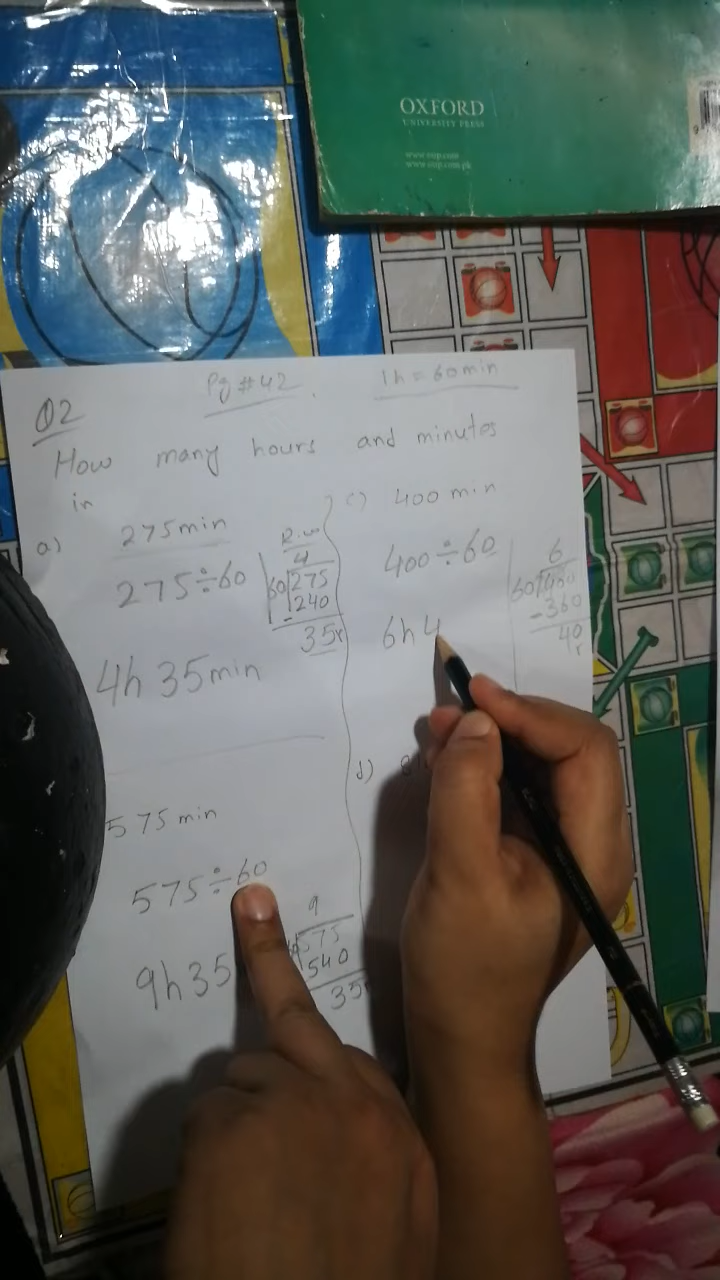 OXFORD
UNIVERSITY PRESS
www.oup.com
www.oup.com.pk
Pg #42
1h = 60min
Q2
How many hours and minutes
in
a) 275min
275÷60
R.w
4
60 275
-240
35r
4h 35min
c) 400 min
400÷60
6
60 400
-360
40
r
6h 4
575 min
575÷60
9
575
540
35
9h 35
d)